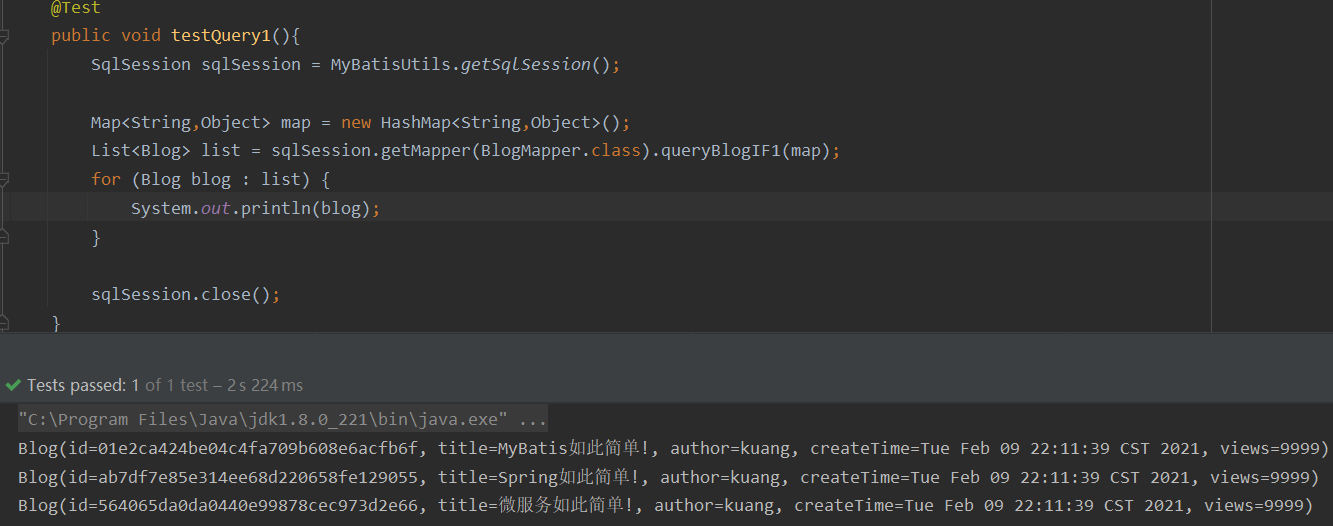 @Test
public void testQuery1(){
SqlSession sqlSession = MyBatisUtils.getSqlSession();
Map<String,Object> map = new HashMap<String,Object>();
List<Blog> list = sqlSession.getMapper(BlogMapper.class).queryBlogIF1(map);
for (Blog blog : list) {
System.out.println(blog);
}
sqlSession.close();
}
Tests passed: 1 of 1 test – 2 s 224 ms
"C:\Program Files\Java\jdk1.8.0_221\bin\java.exe" ...
Blog(id=01e2ca424be04c4fa709b608e6acfb6f, title=MyBatis如此简单!, author=kuang, createTime=Tue Feb 09 22:11:39 CST 2021, views=9999)
Blog(id=ab7df7e85e314ee68d220658fe129055, title=Spring如此简单!, author=kuang, createTime=Tue Feb 09 22:11:39 CST 2021, views=9999)
Blog(id=564065da0da0440e99878cec973d2e66, title=微服务如此简单!, author=kuang, createTime=Tue Feb 09 22:11:39 CST 2021, views=9999)